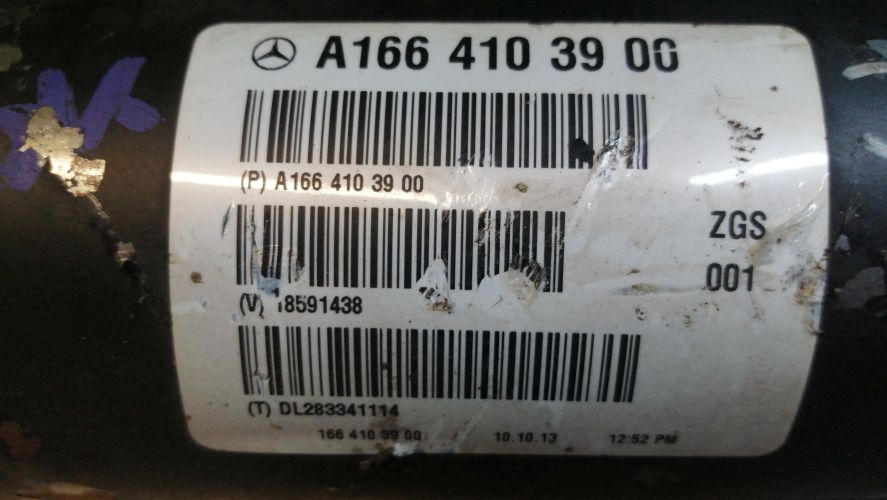 A166 410 39 00
(P) A166 410 39 00
ZGS
001
(V) 18591438
(T) DL283341114
166 410 39 00 10.10.13 12:52 PM